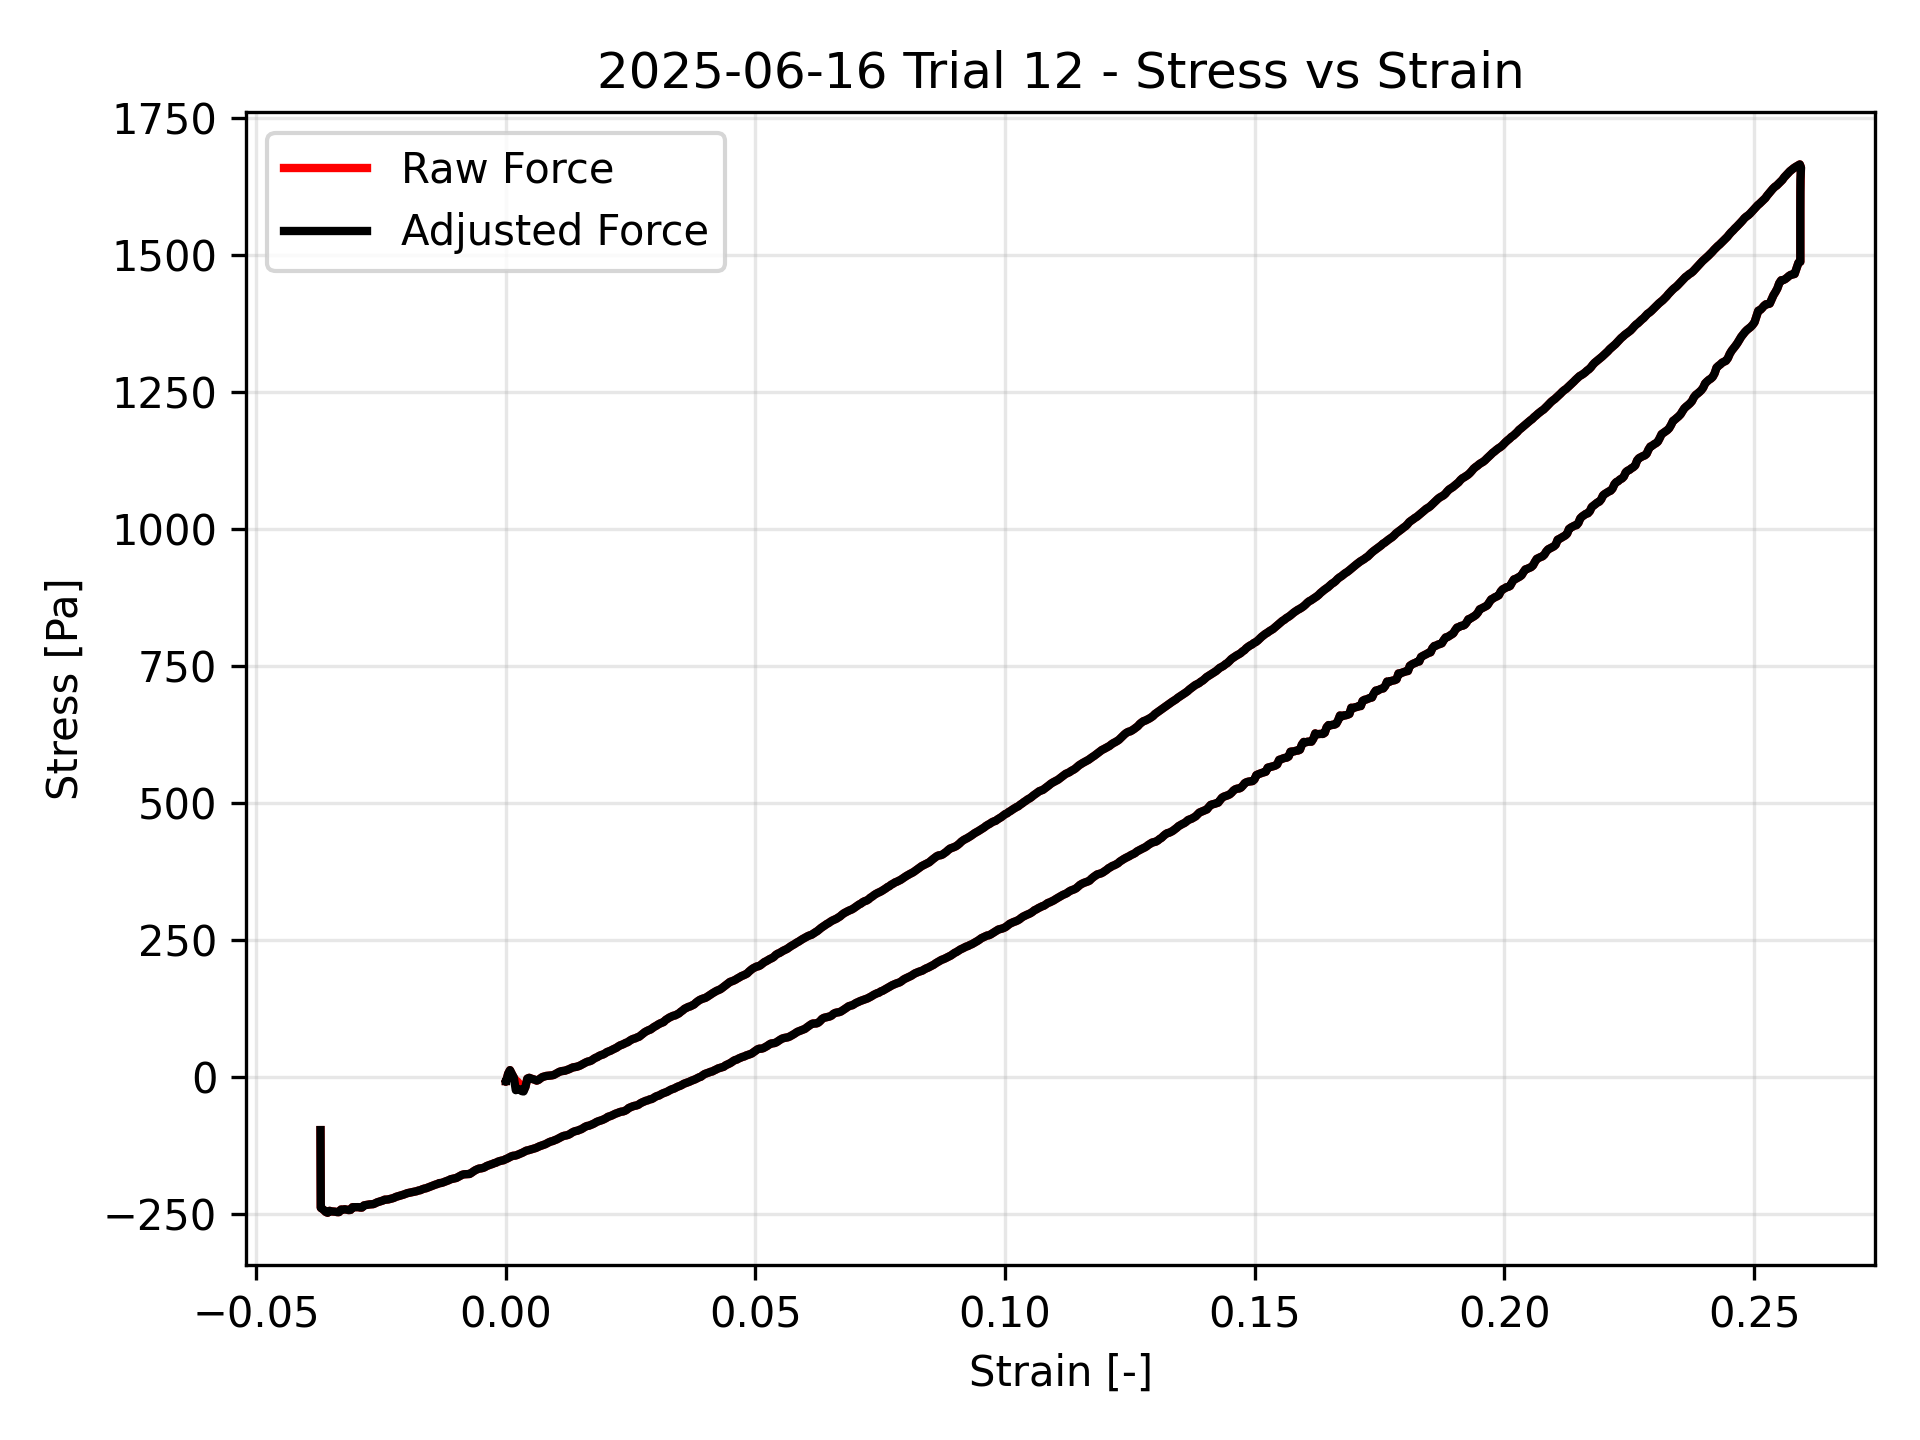 2025-06-16 Trial 12 - Stress vs Strain
Raw Force
Adjusted Force
Stress [Pa]
1750
1500
1250
1000
750
500
250
0
−250
−0.05 0.00 0.05 0.10 0.15 0.20 0.25
Strain [-]